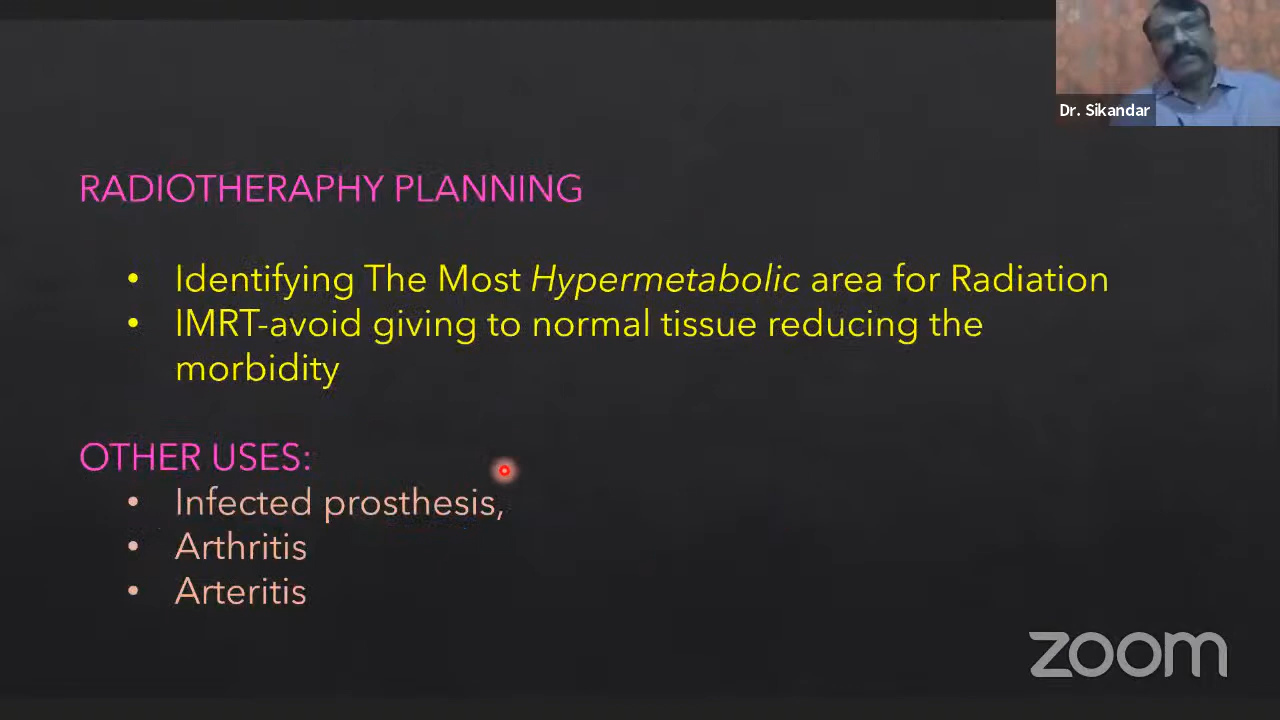 Dr. Sikandar
RADIOTHERAPHY PLANNING
• Identifying The Most Hypermetabolic area for Radiation
• IMRT-avoid giving to normal tissue reducing the
morbidity
OTHER USES:
• Infected prosthesis,
• Arthritis
• Arteritis
zoom